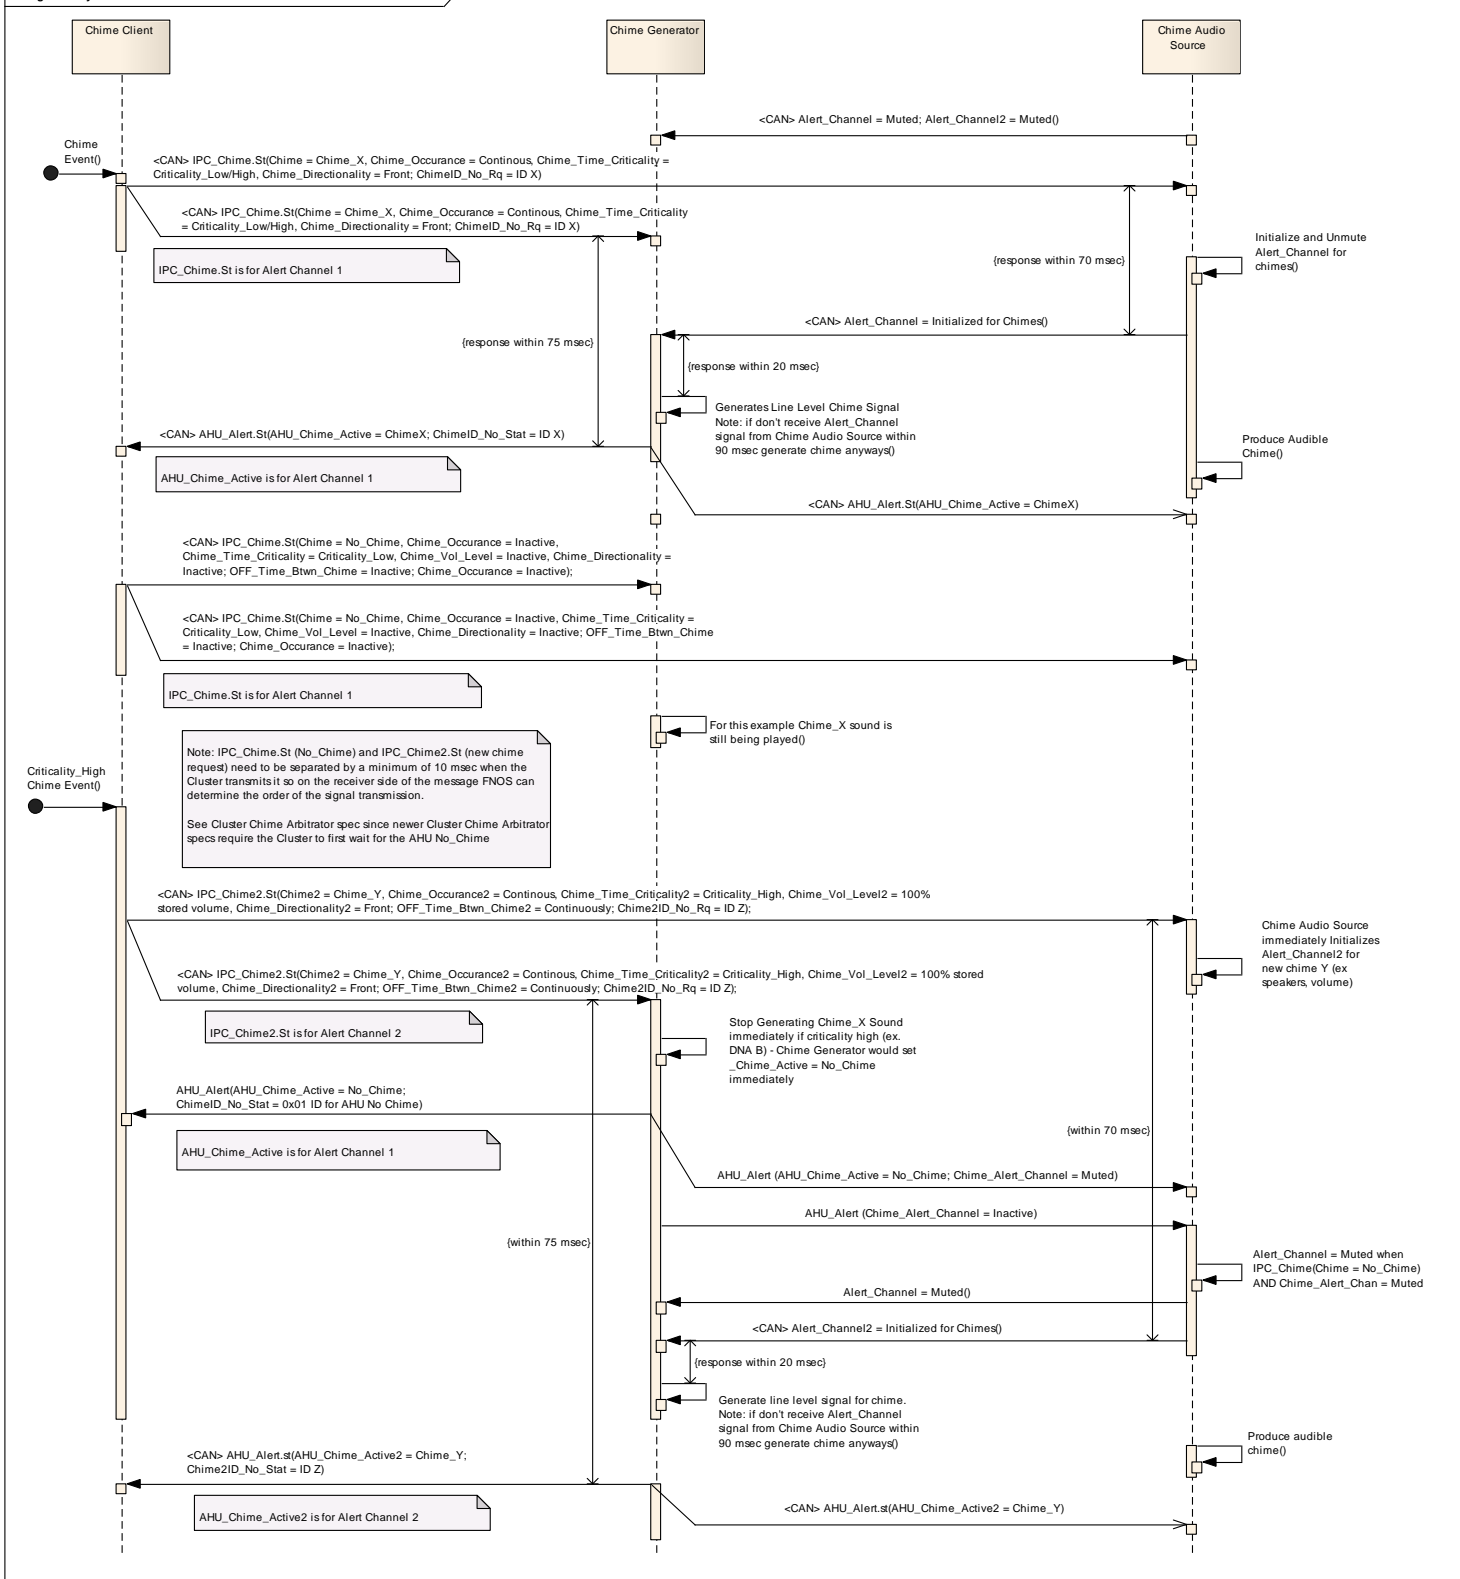 Chime Client
Chime Generator
Chime Audio
Source
<CAN> Alert_Channel = Muted; Alert_Channel2 = Muted()
Chime
Event()
<CAN> IPC_Chime.St(Chime = Chime_X, Chime_Occurance = Continous, Chime_Time_Criticality =
Criticality_Low/High, Chime_Directionality = Front; ChimeID_No_Rq = ID X)
<CAN> IPC_Chime.St(Chime = Chime_X, Chime_Occurance = Continous, Chime_Time_Criticality
= Criticality_Low/High, Chime_Directionality = Front; ChimeID_No_Rq = ID X)
IPC_Chime.St is for Alert Channel 1
{response within 70 msec}
Initialize and Unmute
Alert_Channel for
chimes()
<CAN> Alert_Channel = Initialized for Chimes()
{response within 75 msec}
{response within 20 msec}
Generates Line Level Chime Signal
Note: if don't receive Alert_Channel
signal from Chime Audio Source within
90 msec generate chime anyways()
<CAN> AHU_Alert.St(AHU_Chime_Active = ChimeX; ChimeID_No_Stat = ID X)
Produce Audible
Chime()
AHU_Chime_Active is for Alert Channel 1
<CAN> AHU_Alert.St(AHU_Chime_Active = ChimeX)
<CAN> IPC_Chime.St(Chime = No_Chime, Chime_Occurance = Inactive,
Chime_Time_Criticality = Criticality_Low, Chime_Vol_Level = Inactive, Chime_Directionality =
Inactive; OFF_Time_Btwn_Chime = Inactive; Chime_Occurance = Inactive);
<CAN> IPC_Chime.St(Chime = No_Chime, Chime_Occurance = Inactive, Chime_Time_Criticality =
Criticality_Low, Chime_Vol_Level = Inactive, Chime_Directionality = Inactive; OFF_Time_Btwn_Chime
= Inactive; Chime_Occurance = Inactive);
IPC_Chime.St is for Alert Channel 1
For this example Chime_X sound is
still being played()
Note: IPC_Chime.St (No_Chime) and IPC_Chime2.St (new chime
request) need to be separated by a minimum of 10 msec when the
Cluster transmits it so on the receiver side of the message FNOS can
determine the order of the signal transmission.
See Cluster Chime Arbitrator spec since newer Cluster Chime Arbitrator
specs require the Cluster to first wait for the AHU No_Chime
Criticality_High
Chime Event()
<CAN> IPC_Chime2.St(Chime2 = Chime_Y, Chime_Occurance2 = Continous, Chime_Time_Criticality2 = Criticality_High, Chime_Vol_Level2 = 100%
stored volume, Chime_Directionality2 = Front; OFF_Time_Btwn_Chime2 = Continuously; Chime2ID_No_Rq = ID Z);
Chime Audio Source
immediately Initializes
Alert_Channel2 for
new chime Y (ex
speakers, volume)
<CAN> IPC_Chime2.St(Chime2 = Chime_Y, Chime_Occurance2 = Continous, Chime_Time_Criticality2 = Criticality_High, Chime_Vol_Level2 = 100% stored
volume, Chime_Directionality2 = Front; OFF_Time_Btwn_Chime2 = Continuously; Chime2ID_No_Rq = ID Z);
IPC_Chime2.St is for Alert Channel 2
Stop Generating Chime_X Sound
immediately if criticality high (ex.
DNA B) - Chime Generator would set
_Chime_Active = No_Chime
immediately
AHU_Alert(AHU_Chime_Active = No_Chime;
ChimeID_No_Stat = 0x01 ID for AHU No Chime)
{within 70 msec}
AHU_Chime_Active is for Alert Channel 1
AHU_Alert (AHU_Chime_Active = No_Chime; Chime_Alert_Channel = Muted)
AHU_Alert (Chime_Alert_Channel = Inactive)
{within 75 msec}
Alert_Channel = Muted when
IPC_Chime(Chime = No_Chime)
AND Chime_Alert_Chan = Muted
Alert_Channel = Muted()
<CAN> Alert_Channel2 = Initialized for Chimes()
{response within 20 msec}
Generate line level signal for chime.
Note: if don't receive Alert_Channel
signal from Chime Audio Source within
90 msec generate chime anyways()
Produce audible
chime()
<CAN> AHU_Alert.st(AHU_Chime_Active2 = Chime_Y;
Chime2ID_No_Stat = ID Z)
AHU_Chime_Active2 is for Alert Channel 2
<CAN> AHU_Alert.st(AHU_Chime_Active2 = Chime_Y)